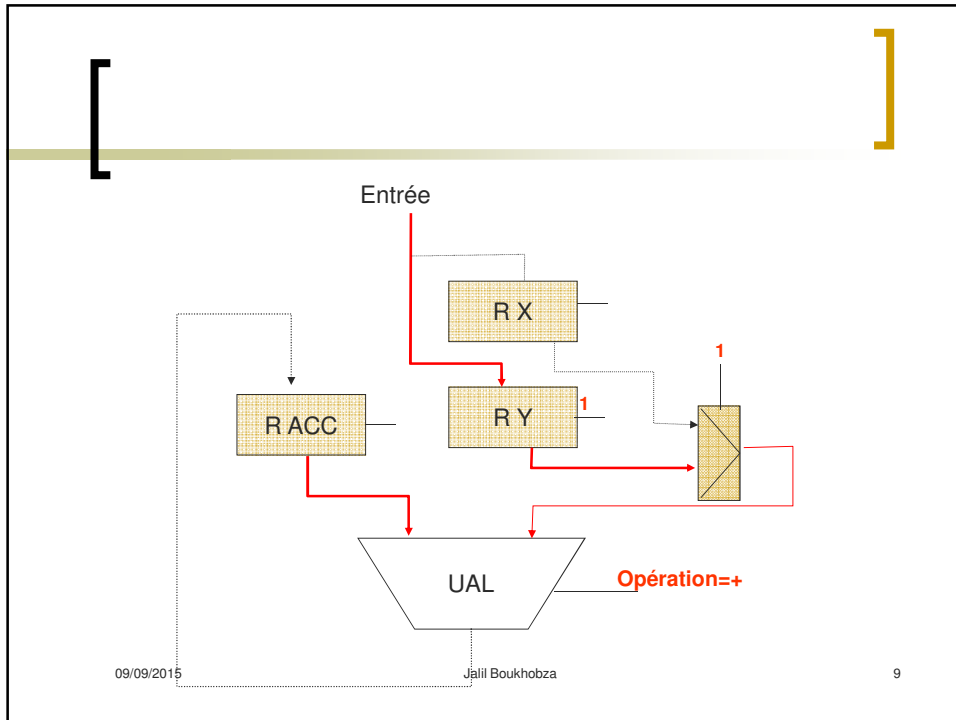 Entrée
R X
1
R ACC
R Y
1
UAL
Opération=+
09/09/2015
Jalil Boukhobza
9